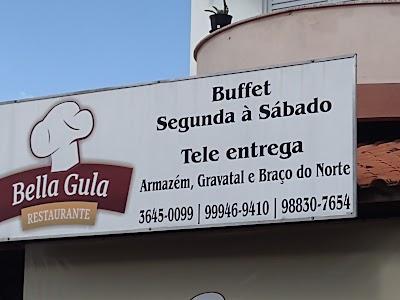 Bella Gula
RESTAURANTE
Buffet
Segunda à Sábado
Tele entrega
Armazém, Gravatal e Braço do Norte
3645-0099 | 99946-9410 | 98830-7654